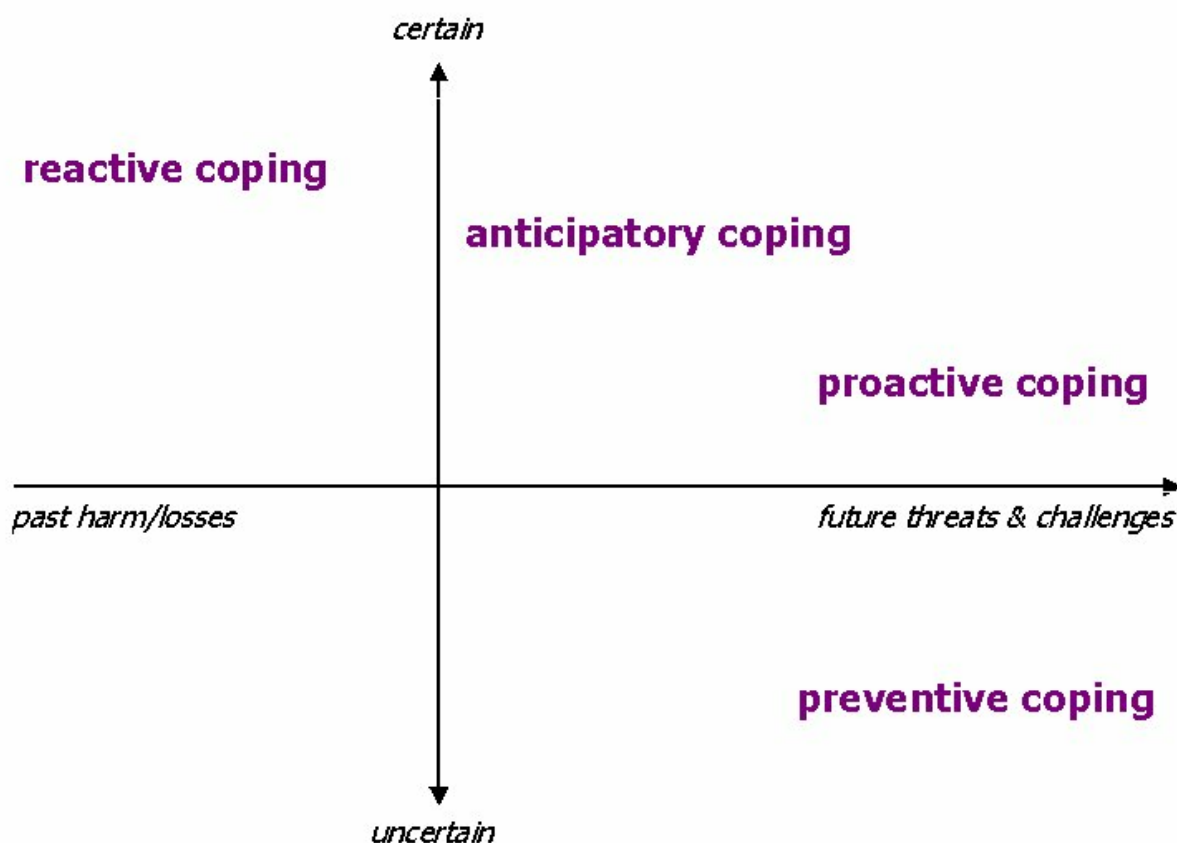 certain
reactive coping
anticipatory coping
proactive coping
past harm/losses
future threats & challenges
preventive coping
uncertain